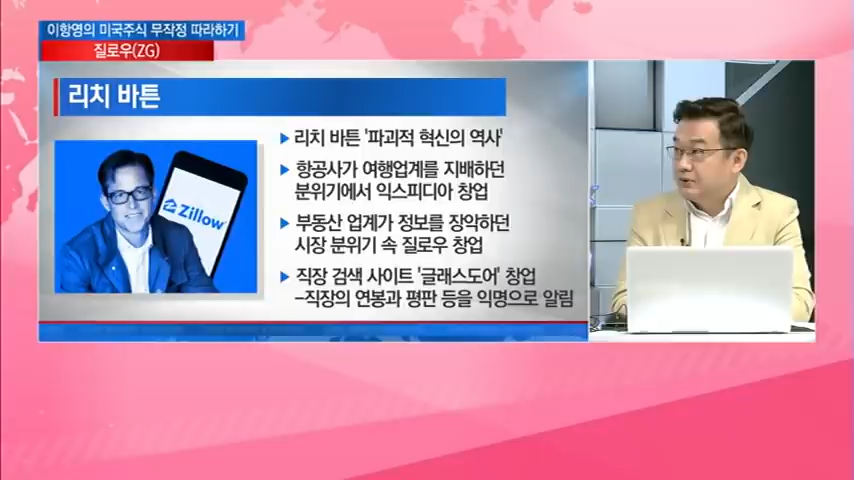 이항영의 미국주식 무작정 따라하기
질로우(ZG)
리치 바튼
▶ 리치 바튼 '파괴적 혁신의 역사'
▶ 항공사가 여행업계를 지배하던
분위기에서 익스피디아 창업
Zillow
▶ 부동산 업계가 정보를 장악하던
시장 분위기 속 질로우 창업
▶ 직장 검색 사이트 '글래스도어' 창업
–직장의 연봉과 평판 등을 익명으로 알림